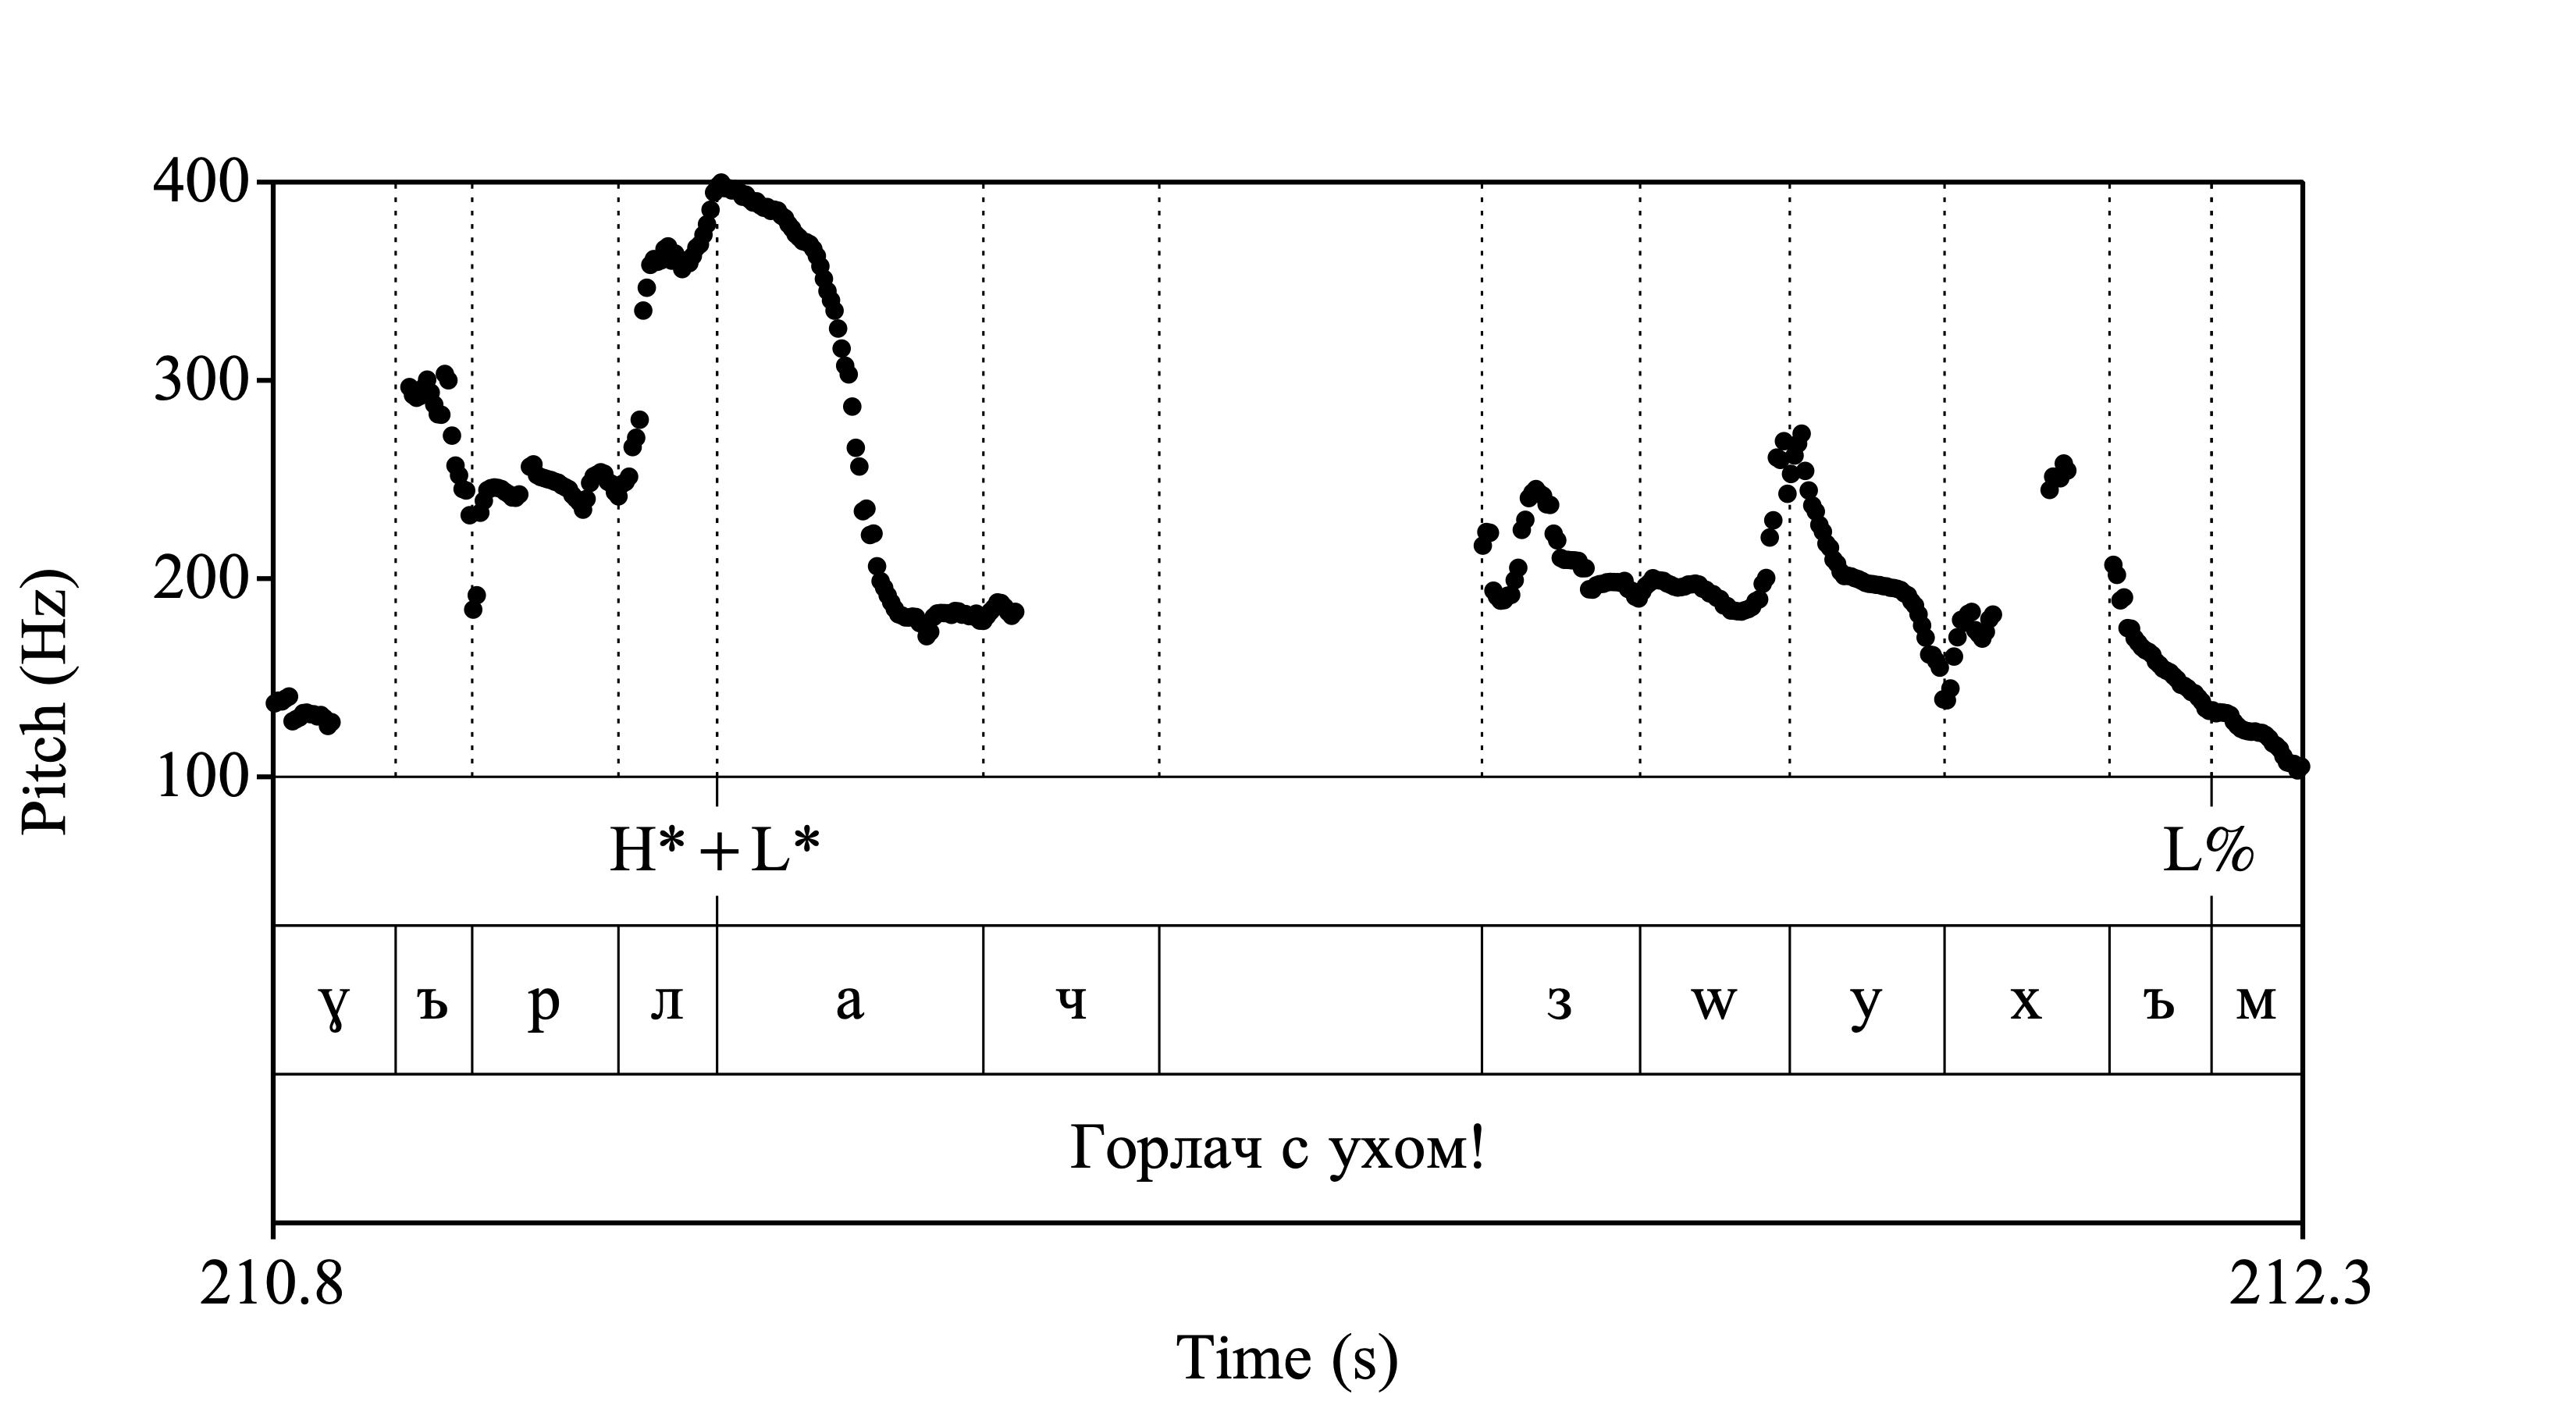 400
300
200
100
Pitch (Hz)
H*+L* L%
ɣ ъ р л а ч з w у х ъ м
Горлач с ухом!
210.8 212.3
Time (s)